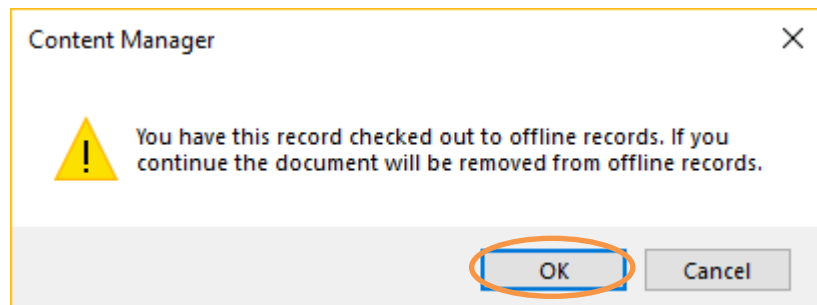 Content Manager
You have this record checked out to offline records. If you
continue the document will be removed from offline records.
OK
Cancel